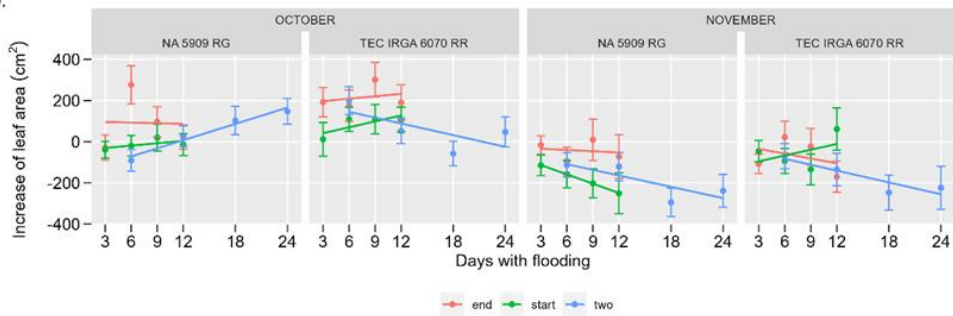 OCTOBER
NOVEMBER
NA 5909 RG
TEC IRGA 6070 RR
NA 5909 RG
TEC IRGA 6070 RR
Increase of leaf area (cm²)
400
200
0
-200
-400
3 6 9 12 18 24
3 6 9 12 18 24
3 6 9 12 18 24
3 6 9 12 18 24
Days with flooding
end start two